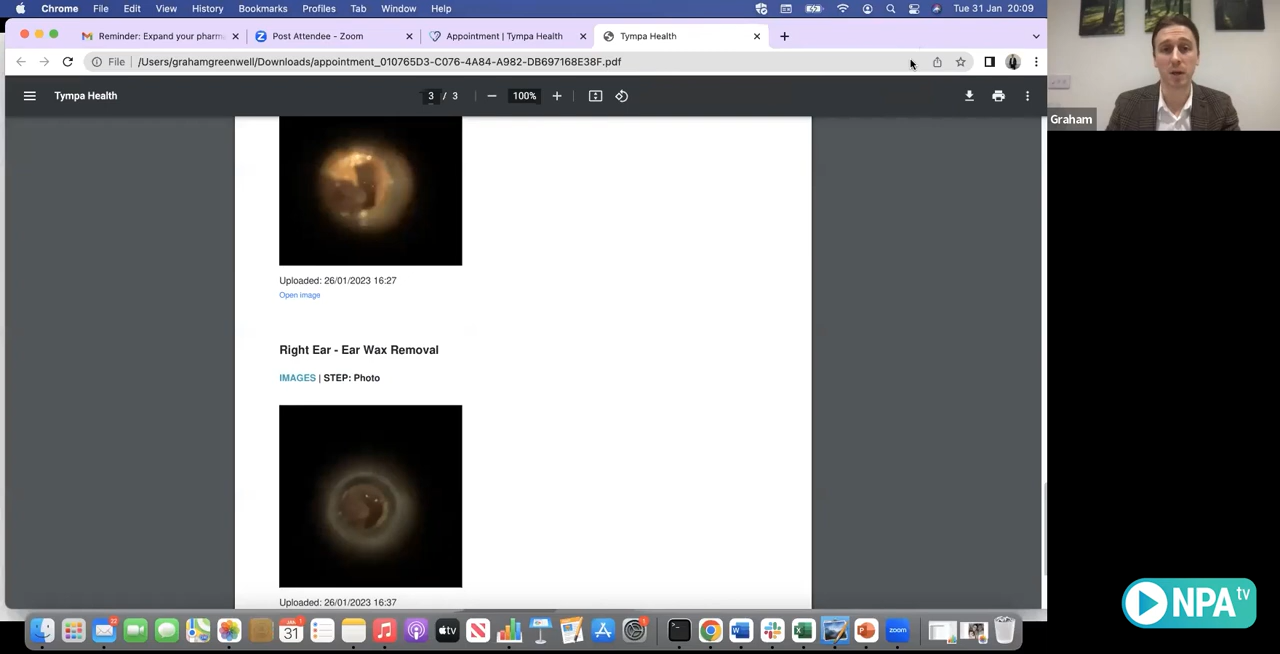 Chrome File Edit View History Bookmarks Profiles Tab Window Help Tue 31 Jan 20:09
Reminder: Expand your pharm Post Attendee - Zoom Appointment | Tympa Health Tympa Health
File /Users/grahamgreenwell/Downloads/appointment_010765D3-C076-4A84-A982-DB697168E38F.pdf
Tympa Health 3 / 3 100%
Graham
Uploaded: 26/01/2023 16:27
Open image
Right Ear - Ear Wax Removal
IMAGES | STEP: Photo
Uploaded: 26/01/2023 16:37
31
tv
zoom
NPA tv